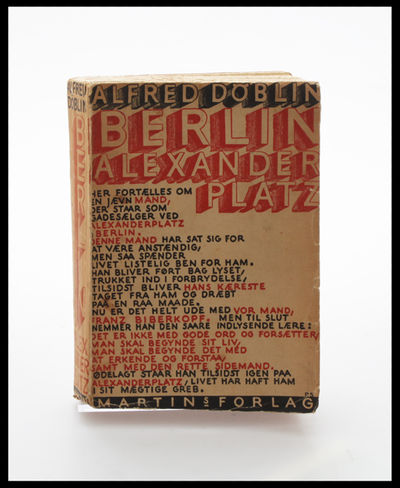 ALFRED DÖBLIN
BERLIN
ALEXANDER
PLATZ
HER FORTÆLLES OM
EN JÆVN MAND,
DER STAAR SOM
GADESÆLGER VED
ALEXANDERPLATZ
I BERLIN.
DENNE MAND HAR SAT SIG FOR
AT VÆRE ANSTÆNDIG,
MEN SAA SPÆNDER
LIVET LISTELIG BEN FOR HAM.
HAN BLIVER FØRT BAG LYSET,
TRUKKET IND I FORBRYDELSE,
TILSIDST BLIVER HANS KÆRESTE
TAGET FRA HAM OG DRÆBT
PAA EN RAA MAADE.
NU ER DET HELT UDE MED VOR MAND,
FRANZ BIBERKOPF. MEN TIL SLUT
NEMMER HAN DEN SAARE INDLYSENDE LÆRE:
DET ER IKKE MED GODE ORD OG FORSÆTTER,
MAN SKAL BEGYNDE SIT LIV,
MAN SKAL BEGYNDE DET MED
AT ERKENDE OG FORSTAA,
SAMT MED DEN RETTE SIDEMAND.
ØDELAGT STAAR HAN TILSIDST IGEN PAA
ALEXANDERPLATZ, LIVET HAR HAFT HAM
I SIT MÆGTIGE GREB.
MARTINS FORLAG
ALFRED
DÖBLIN